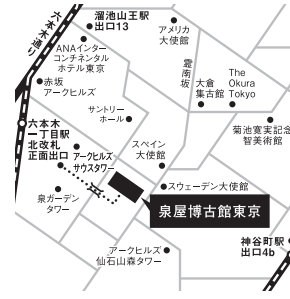 六本木通り
溜池山王駅
出口13
アメリカ
大使館
ANAインター
コンチネンタル
ホテル東京
霊南坂
大倉
集古館
The
Okura
Tokyo
赤坂
アークヒルズ
サントリー
ホール
菊池寛実記念
智美術館
六本木
一丁目駅
北改札
正面出口
アークヒルズ
サウスタワー
スペイン
大使館
スウェーデン大使館
泉ガーデン
タワー
泉屋博古館東京
アークヒルズ
仙石山森タワー
神谷町駅
出口4b